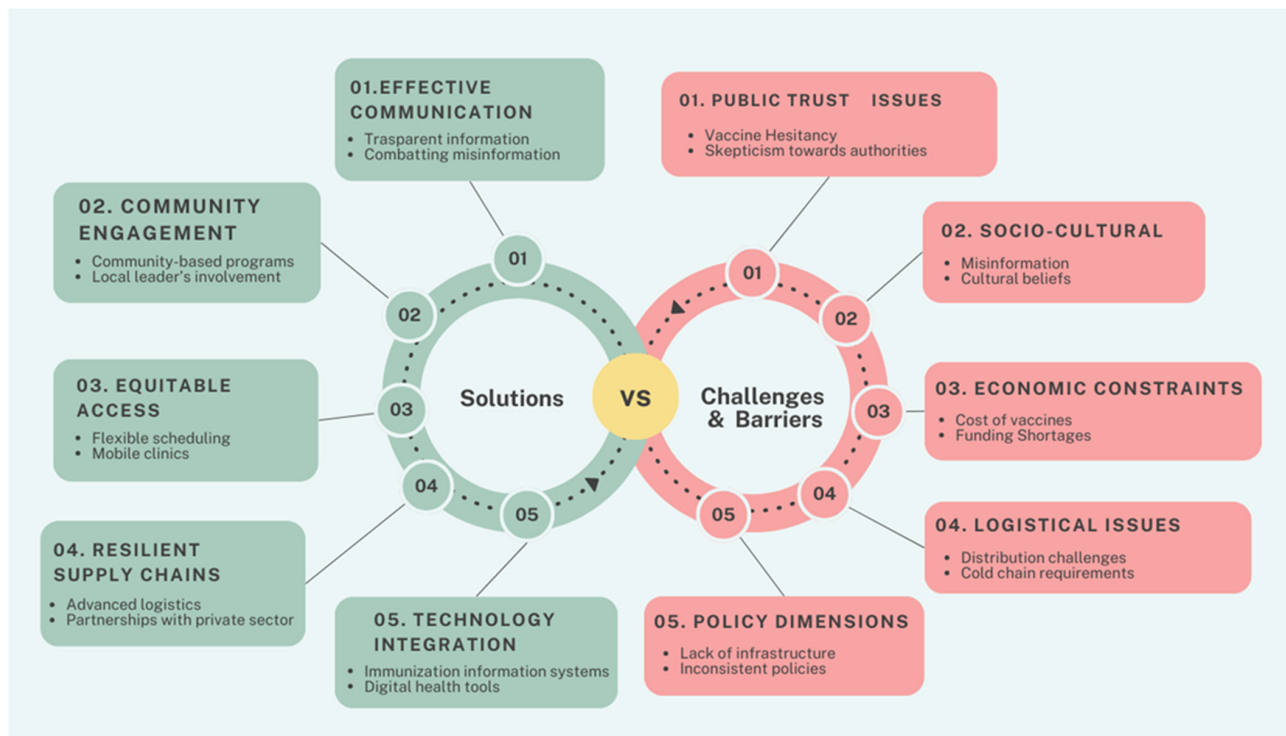 01.EFFECTIVE
COMMUNICATION
• Trasparent information
• Combatting misinformation
02. COMMUNITY
ENGAGEMENT
• Community-based programs
• Local leader's involvement
03. EQUITABLE
ACCESS
• Flexible scheduling
• Mobile clinics
04. RESILIENT
SUPPLY CHAINS
• Advanced logistics
• Partnerships with private sector
05. TECHNOLOGY
INTEGRATION
• Immunization information systems
• Digital health tools
01
02
03
04
05
Solutions
VS
Challenges
& Barriers
01
02
03
04
05
01. PUBLIC TRUST ISSUES
• Vaccine Hesitancy
• Skepticism towards authorities
02. SOCIO-CULTURAL
• Misinformation
• Cultural beliefs
03. ECONOMIC CONSTRAINTS
• Cost of vaccines
• Funding Shortages
04. LOGISTICAL ISSUES
• Distribution challenges
• Cold chain requirements
05. POLICY DIMENSIONS
• Lack of infrastructure
• Inconsistent policies